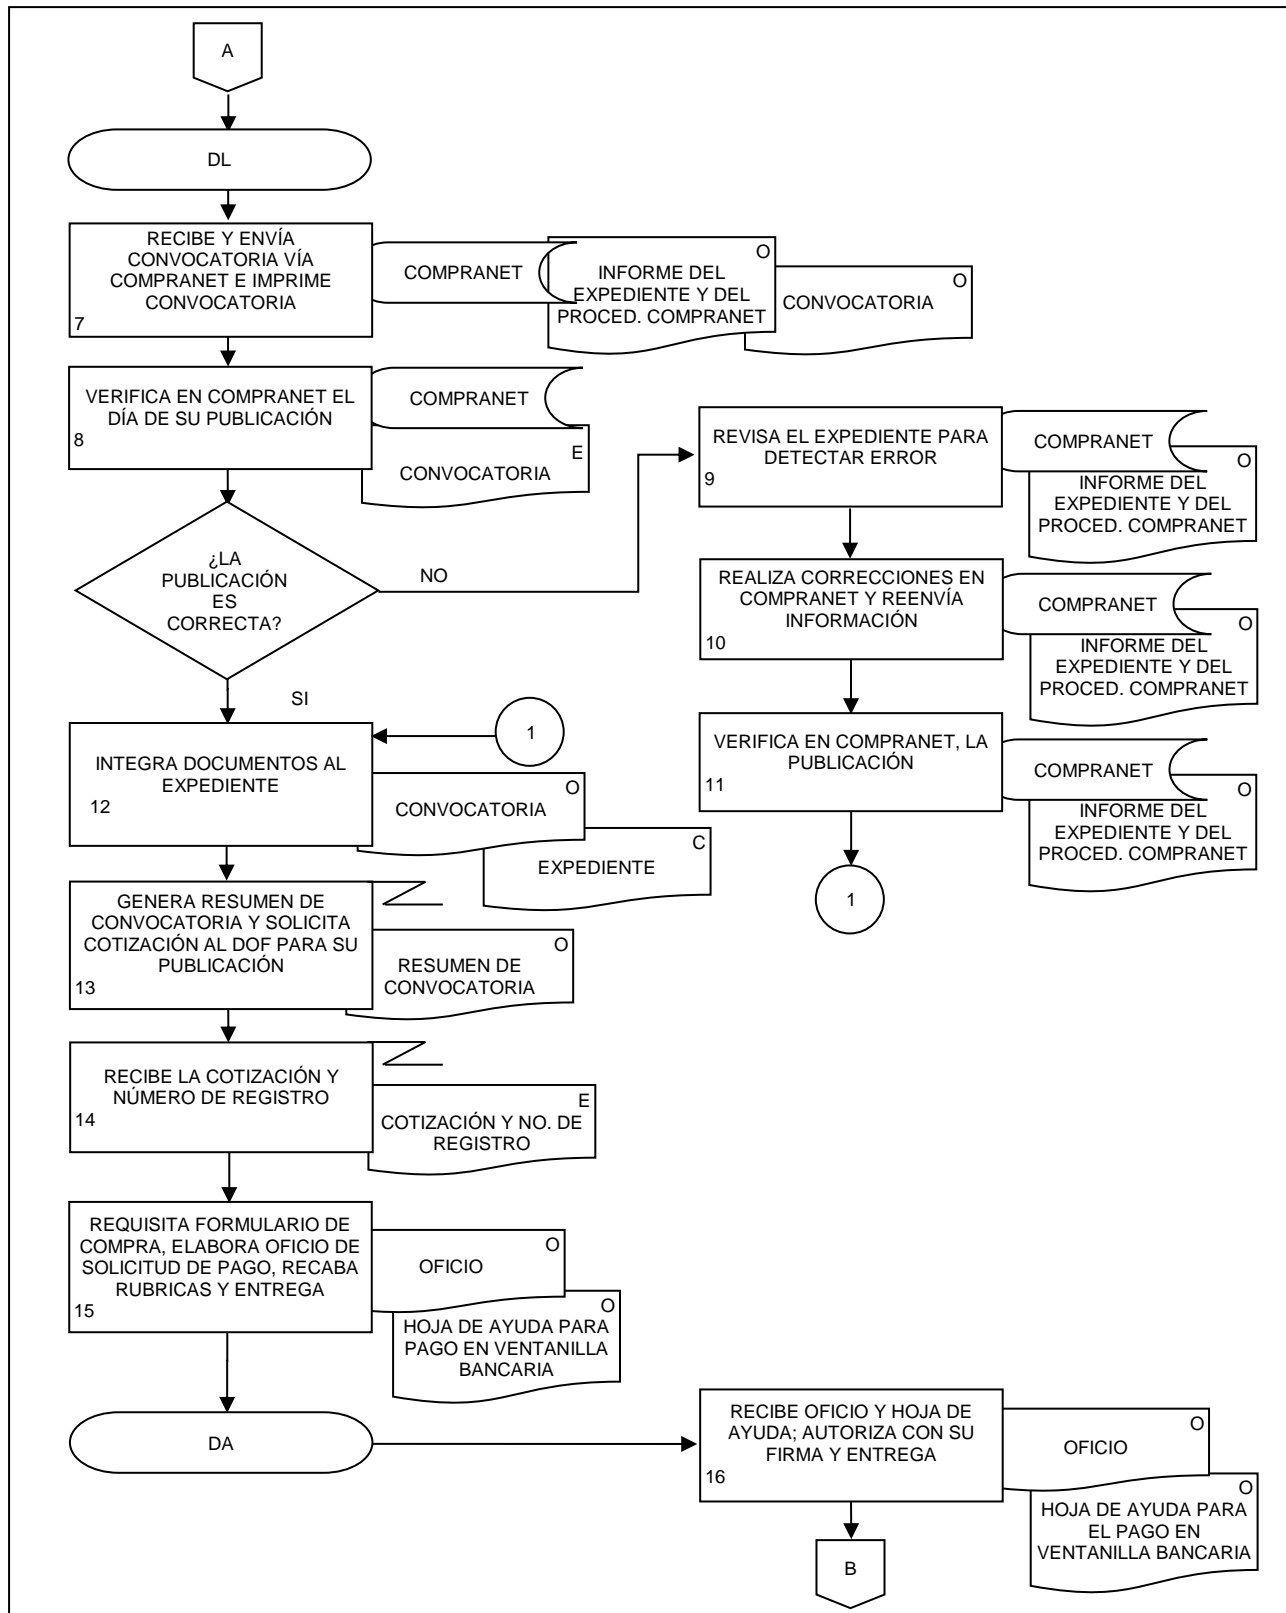 A
DL
RECIBE Y ENVÍA
CONVOCATORIA VÍA
COMPRANET E IMPRIME
CONVOCATORIA
7
COMPRANET
O
INFORME DEL
EXPEDIENTE Y DEL
PROCED. COMPRANET
O
CONVOCATORIA
VERIFICA EN COMPRANET EL
DÍA DE SU PUBLICACIÓN
8
COMPRANET
E
CONVOCATORIA
¿LA
PUBLICACIÓN
ES
CORRECTA?
NO
SI
REVISA EL EXPEDIENTE PARA
DETECTAR ERROR
9
COMPRANET
O
INFORME DEL
EXPEDIENTE Y DEL
PROCED. COMPRANET
REALIZA CORRECCIONES EN
COMPRANET Y REENVÍA
INFORMACIÓN
10
COMPRANET
O
INFORME DEL
EXPEDIENTE Y DEL
PROCED. COMPRANET
VERIFICA EN COMPRANET, LA
PUBLICACIÓN
11
COMPRANET
O
INFORME DEL
EXPEDIENTE Y DEL
PROCED. COMPRANET
1
1
INTEGRA DOCUMENTOS AL
EXPEDIENTE
12
O
CONVOCATORIA
C
EXPEDIENTE
GENERA RESUMEN DE
CONVOCATORIA Y SOLICITA
COTIZACIÓN AL DOF PARA SU
PUBLICACIÓN
13
O
RESUMEN DE
CONVOCATORIA
RECIBE LA COTIZACIÓN Y
NÚMERO DE REGISTRO
14
E
COTIZACIÓN Y NO. DE
REGISTRO
REQUISITA FORMULARIO DE
COMPRA, ELABORA OFICIO DE
SOLICITUD DE PAGO, RECABA
RUBRICAS Y ENTREGA
15
O
OFICIO
O
HOJA DE AYUDA PARA
PAGO EN VENTANILLA
BANCARIA
DA
RECIBE OFICIO Y HOJA DE
AYUDA; AUTORIZA CON SU
FIRMA Y ENTREGA
16
O
OFICIO
O
HOJA DE AYUDA PARA
EL PAGO EN
VENTANILLA BANCARIA
B